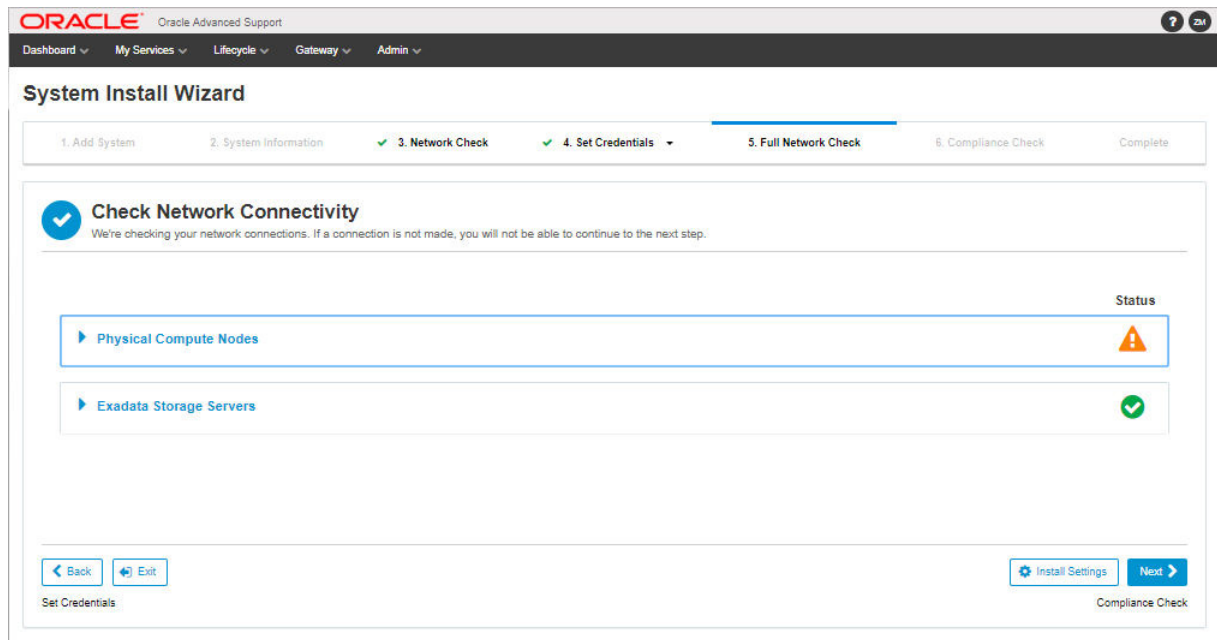 ORACLE Oracle Advanced Support
? ZM
Dashboard My Services Lifecycle Gateway Admin
System Install Wizard
1. Add System 2. System Information 3. Network Check 4. Set Credentials 5. Full Network Check 6. Compliance Check Complete
Check Network Connectivity
We're checking your network connections. If a connection is not made, you will not be able to continue to the next step.
Status
Physical Compute Nodes
Exadata Storage Servers
Back Exit Install Settings Next
Set Credentials Compliance Check